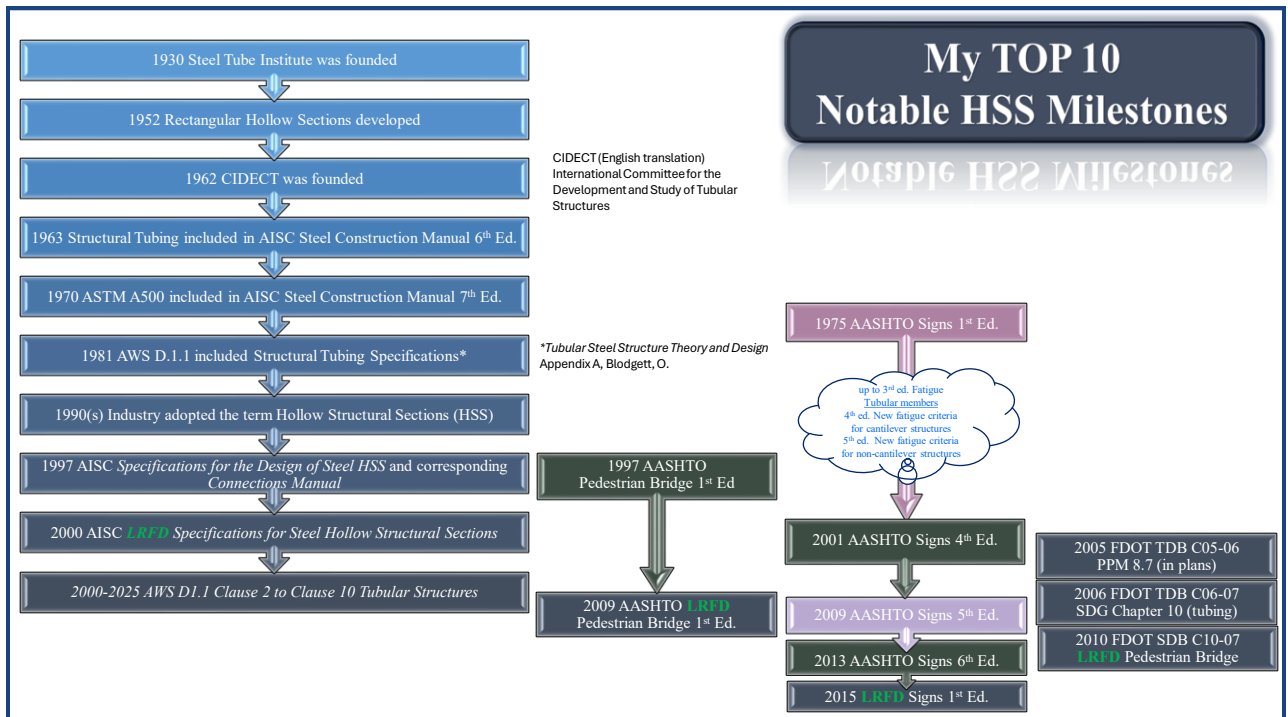 My TOP 10
Notable HSS Milestones
1930 Steel Tube Institute was founded
1952 Rectangular Hollow Sections developed
1962 CIDECT was founded
CIDECT (English translation)
International Committee for the
Development and Study of Tubular
Structures
1963 Structural Tubing included in AISC Steel Construction Manual 6th Ed.
1970 ASTM A500 included in AISC Steel Construction Manual 7th Ed.
1981 AWS D.1.1 included Structural Tubing Specifications*
*Tubular Steel Structure Theory and Design
Appendix A, Blodgett, O.
1990(s) Industry adopted the term Hollow Structural Sections (HSS)
1997 AISC Specifications for the Design of Steel HSS and corresponding
Connections Manual
2000 AISC LRFD Specifications for Steel Hollow Structural Sections
2000-2025 AWS D1.1 Clause 2 to Clause 10 Tubular Structures
1997 AASHTO
Pedestrian Bridge 1st Ed
2009 AASHTO LRFD
Pedestrian Bridge 1st Ed.
1975 AASHTO Signs 1st Ed.
up to 3rd ed. Fatigue
Tubular members
4th ed. New fatigue criteria
for cantilever structures
5th ed. New fatigue criteria
for non-cantilever structures
2001 AASHTO Signs 4th Ed.
2009 AASHTO Signs 5th Ed.
2013 AASHTO Signs 6th Ed.
2015 LRFD Signs 1st Ed.
2005 FDOT TDB C05-06
PPM 8.7 (in plans)
2006 FDOT TDB C06-07
SDG Chapter 10 (tubing)
2010 FDOT SDB C10-07
LRFD Pedestrian Bridge